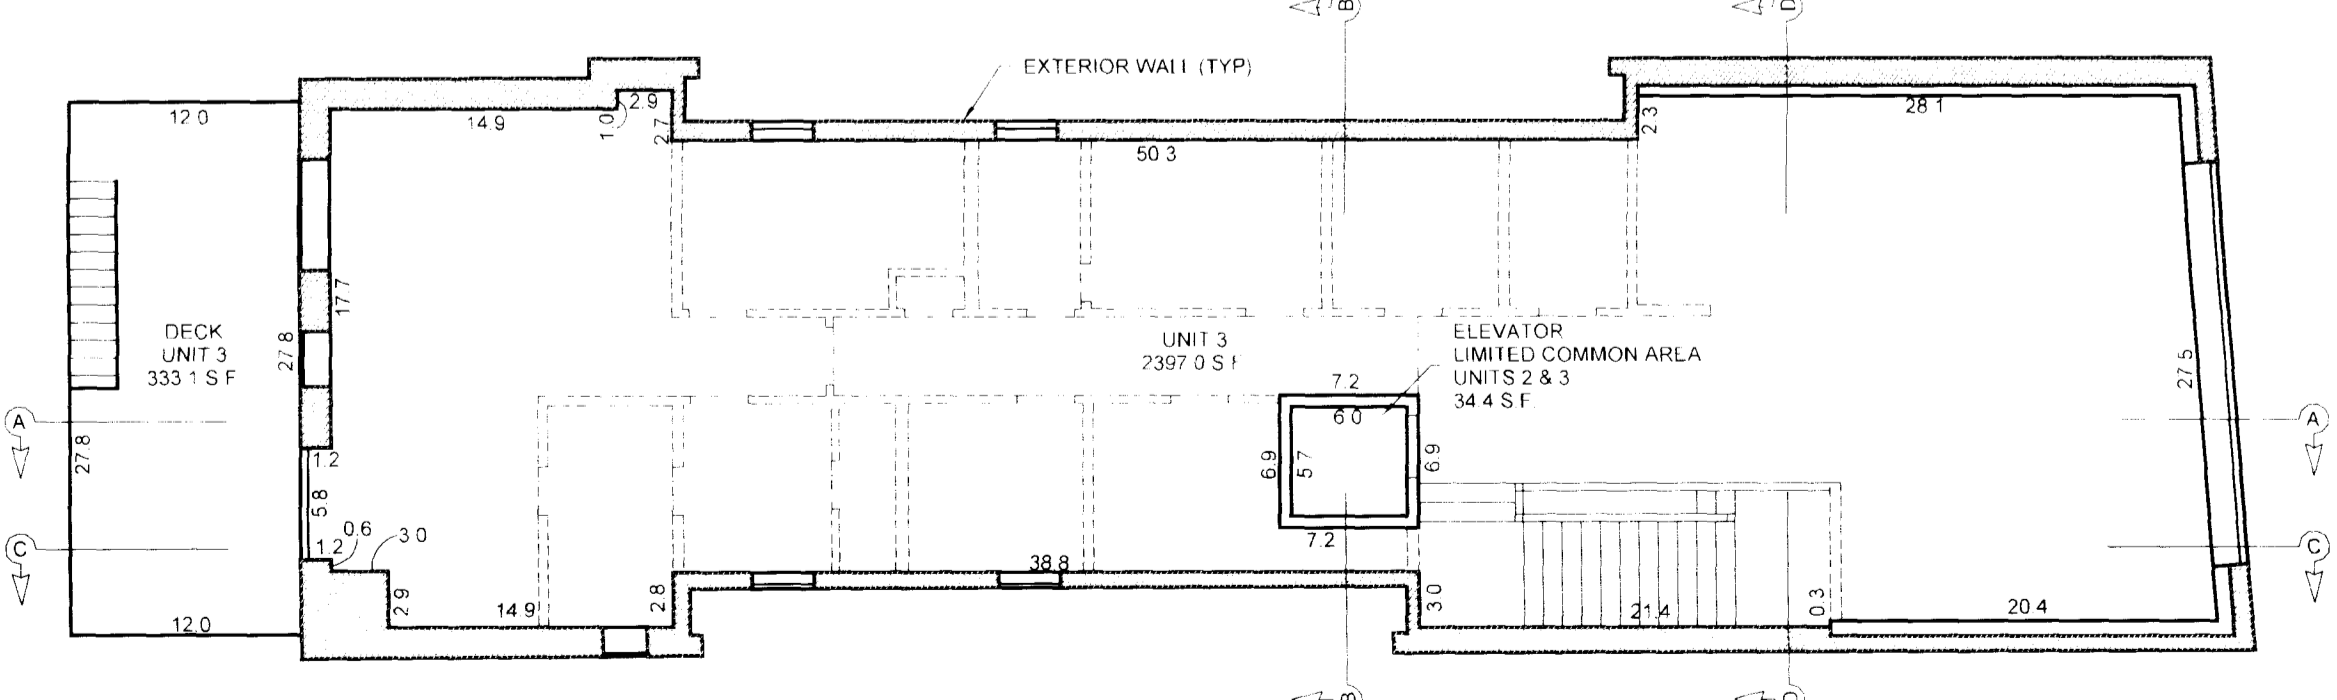 B
D
EXTERIOR WALL (TYP)
12.0
14.9
1.0
2.9
2.7
50.3
2.3
28.1
17.7
27.8
DECK
UNIT 3
333.1 S.F.
UNIT 3
2397.0 S.F.
ELEVATOR
LIMITED COMMON AREA
UNITS 2 & 3
34.4 S.F.
7.2
6.0
6.9
5.7
6.9
7.2
27.5
A
A
27.8
1.2
5.8
1.2
0.6
3.0
C
C
2.9
14.9
2.8
38.8
3.0
21.4
0.3
20.4
12.0
B
D